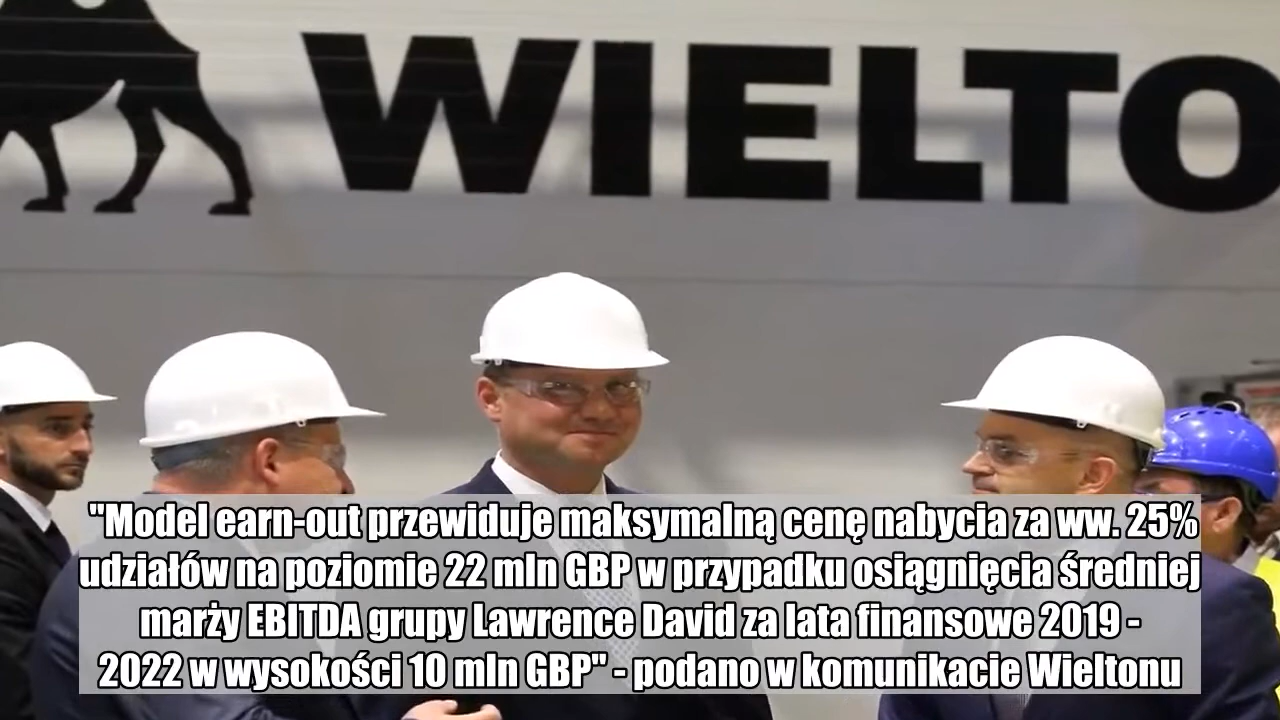 WIELTO
"Model earn-out przewiduje maksymalną cenę nabycia za ww. 25%
udziałów na poziomie 22 mln GBP w przypadku osiągnięcia średniej
marży EBITDA grupy Lawrence David za lata finansowe 2019 -
2022 w wysokości 10 mln GBP" - podano w komunikacie Wieltonu